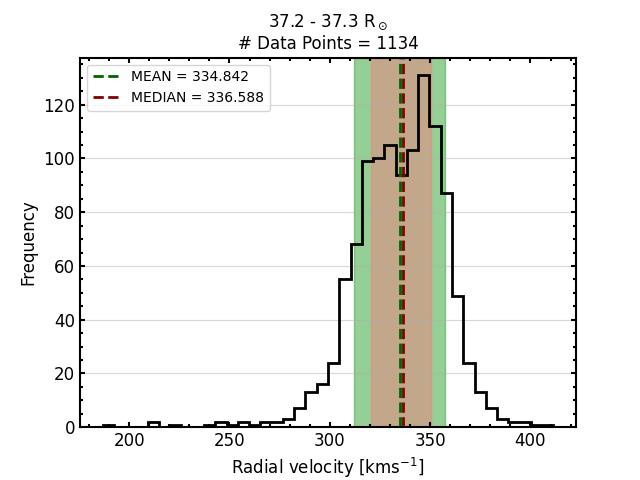 37.2 - 37.3 R⊙
# Data Points = 1134
MEAN = 334.842
MEDIAN = 336.588
Frequency
120
100
80
60
40
20
0
200 250 300 350 400
Radial velocity [kms⁻¹]